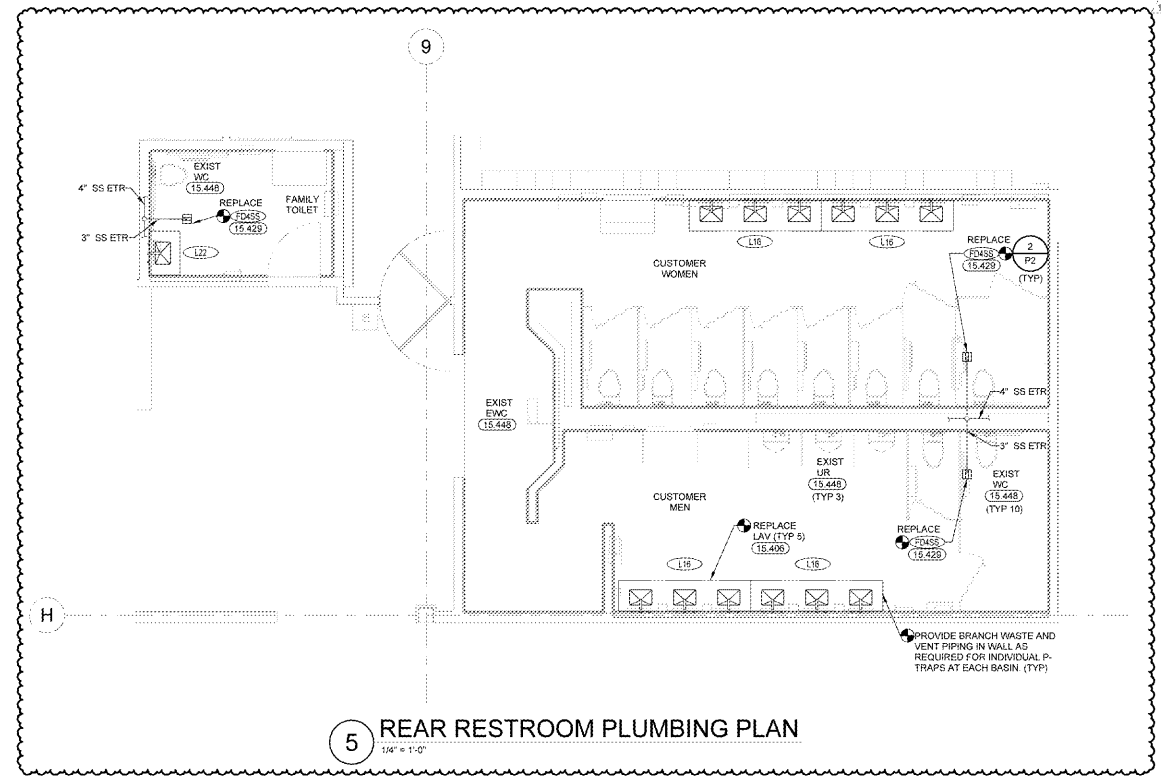 1
9
EXIST
WC
15.448
4" SS ETR
REPLACE
FD4SS
15.429
FAMILY
TOILET
3" SS ETR
L22
L18
L16
CUSTOMER
WOMEN
REPLACE
FD4SS
15.429
2
P2
(TYP)
4" SS ETR
EXIST
EWC
15.448
3" SS ETR
EXIST
UR
15.448
(TYP 3)
EXIST
WC
15.448
(TYP 10)
CUSTOMER
MEN
REPLACE
LAV (TYP 5)
15.406
REPLACE
FD4SS
15.429
L16
L18
H
PROVIDE BRANCH WASTE AND
VENT PIPING IN WALL AS
REQUIRED FOR INDIVIDUAL P-
TRAPS AT EACH BASIN. (TYP)
5
REAR RESTROOM PLUMBING PLAN
1/4" = 1'-0"